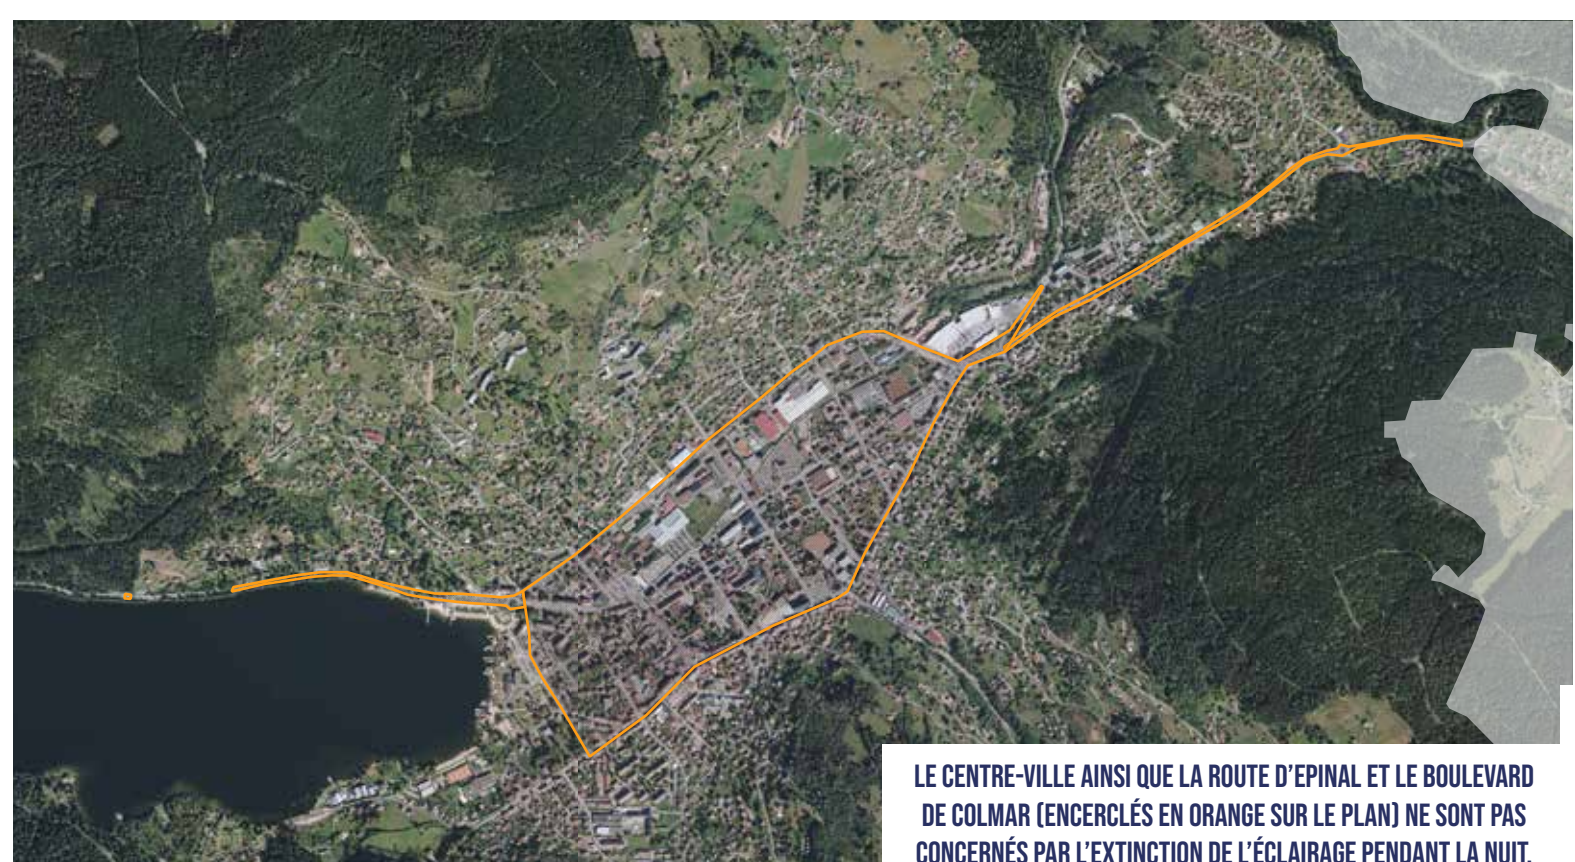 LE CENTRE-VILLE AINSI QUE LA ROUTE D'EPINAL ET LE BOULEVARD
DE COLMAR (ENCERCLÉS EN ORANGE SUR LE PLAN) NE SONT PAS
CONCERNÉS PAR L'EXTINCTION DE L'ÉCLAIRAGE PENDANT LA NUIT.